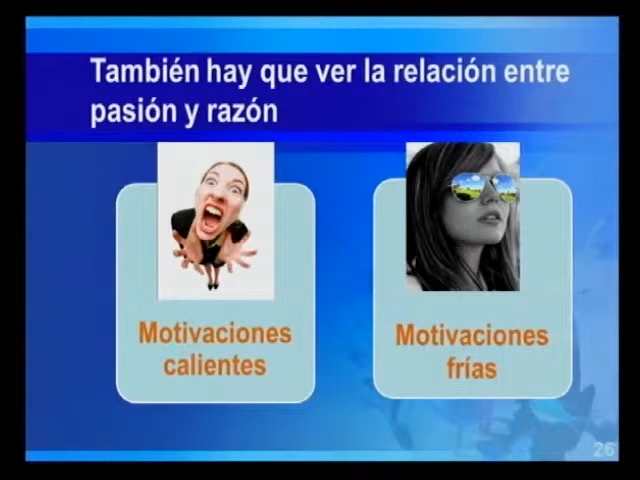 También hay que ver la relación entre
pasión y razón
Motivaciones
calientes
Motivaciones
frías
26